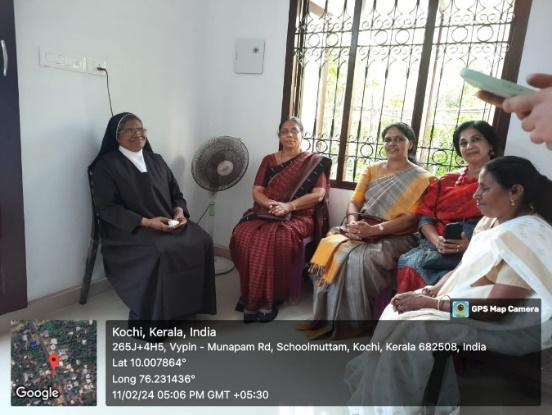 GPS Map Camera
Kochi, Kerala, India
265J+4H5, Vypin - Munapam Rd, Schoolmuttam, Kochi, Kerala 682508, India
Lat 10.007864°
Long 76.231436°
11/02/24 05:06 PM GMT +05:30
Google